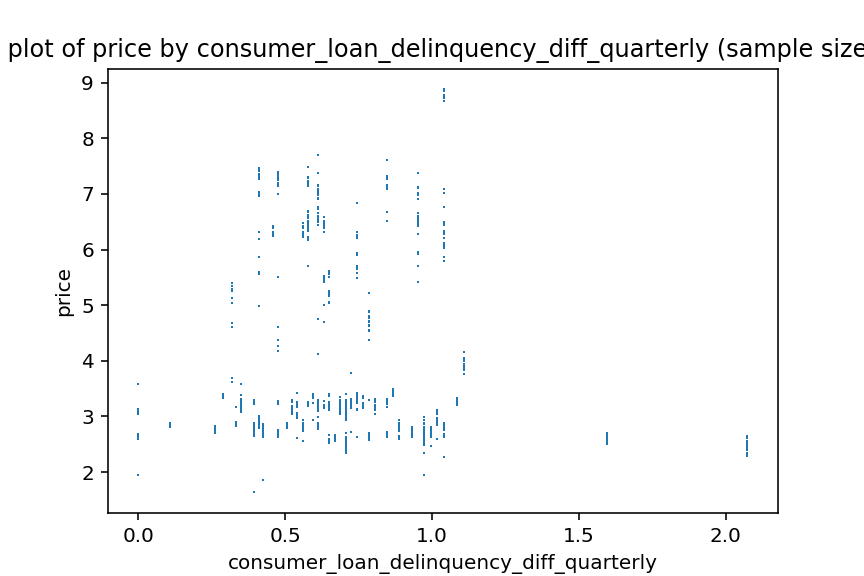 plot of price by consumer_loan_delinquency_diff_quarterly (sample size
9
8
7
6
5
4
3
2
price
0.0 0.5 1.0 1.5 2.0
consumer_loan_delinquency_diff_quarterly